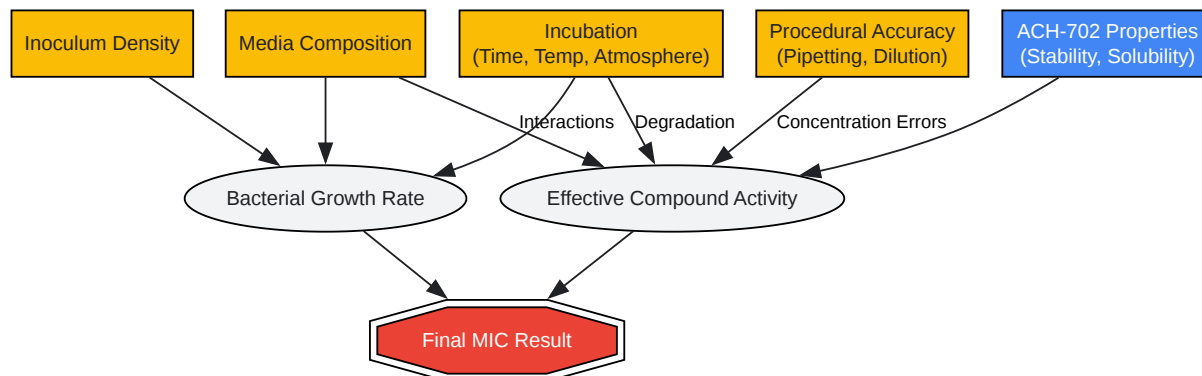 Inoculum Density
Media Composition
Incubation
(Time, Temp, Atmosphere)
Procedural Accuracy
(Pipetting, Dilution)
ACH-702 Properties
(Stability, Solubility)
Interactions
Degradation
Concentration Errors
Bacterial Growth Rate
Effective Compound Activity
Final MIC Result